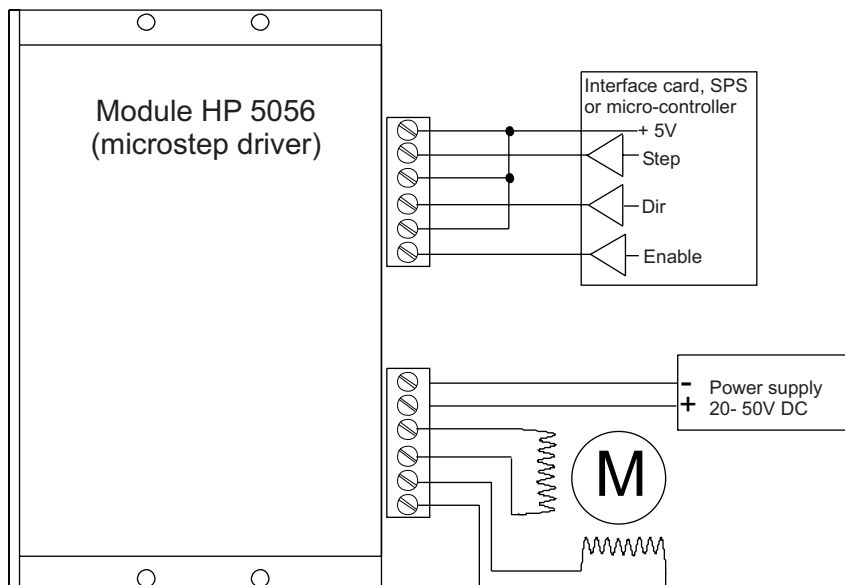 Module HP 5056
(microstep driver)
Interface card, SPS
or micro-controller
+ 5V
Step
Dir
Enable
-
Power supply
+
20- 50V DC
M